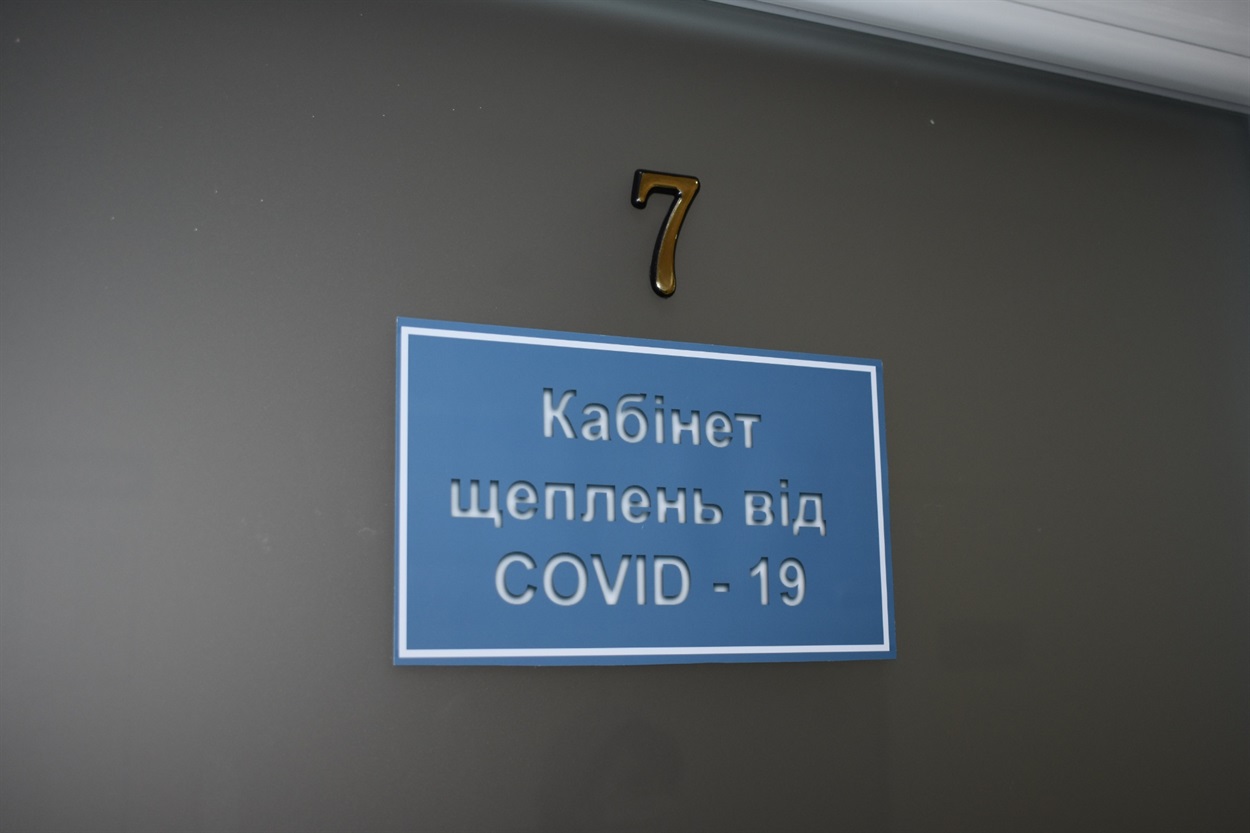 7
Кабінет
щеплень від
COVID - 19